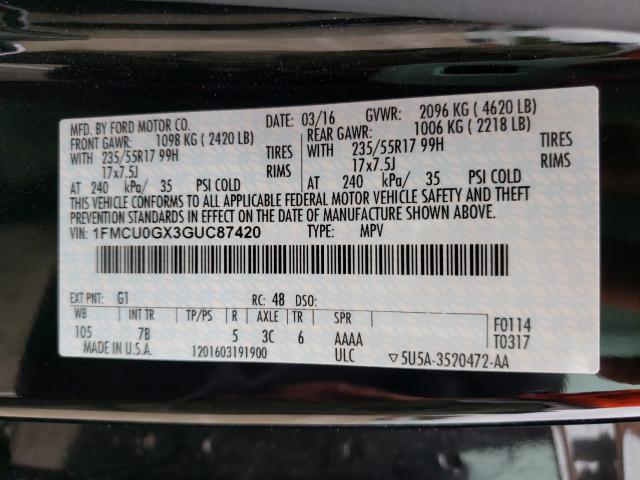 MFD. BY FORD MOTOR CO. DATE: 03/16 GVWR: 2096 KG ( 4620 LB)
FRONT GAWR: 1098 KG ( 2420 LB) REAR GAWR: 1006 KG ( 2218 LB)
WITH 235/55R17 99H TIRES WITH 235/55R17 99H TIRES
17x7.5J RIMS 17x7.5J RIMS
AT 240 kPa/ 35 PSI COLD AT 240 kPa/ 35 PSI COLD
THIS VEHICLE CONFORMS TO ALL APPLICABLE FEDERAL MOTOR VEHICLE SAFETY AND THEFT
PREVENTION STANDARDS IN EFFECT ON THE DATE OF MANUFACTURE SHOWN ABOVE.
VIN: 1FMCU0GX3GUC87420 TYPE: MPV
EXT PNT: G1 RC: 48 DSO:
WB INT TR TP/PS R AXLE TR SPR F0114
105 7B 5 3C 6 AAAA T0317
MADE IN U.S.A. 1201603191900 ULC ▽5U5A-3520472-AA